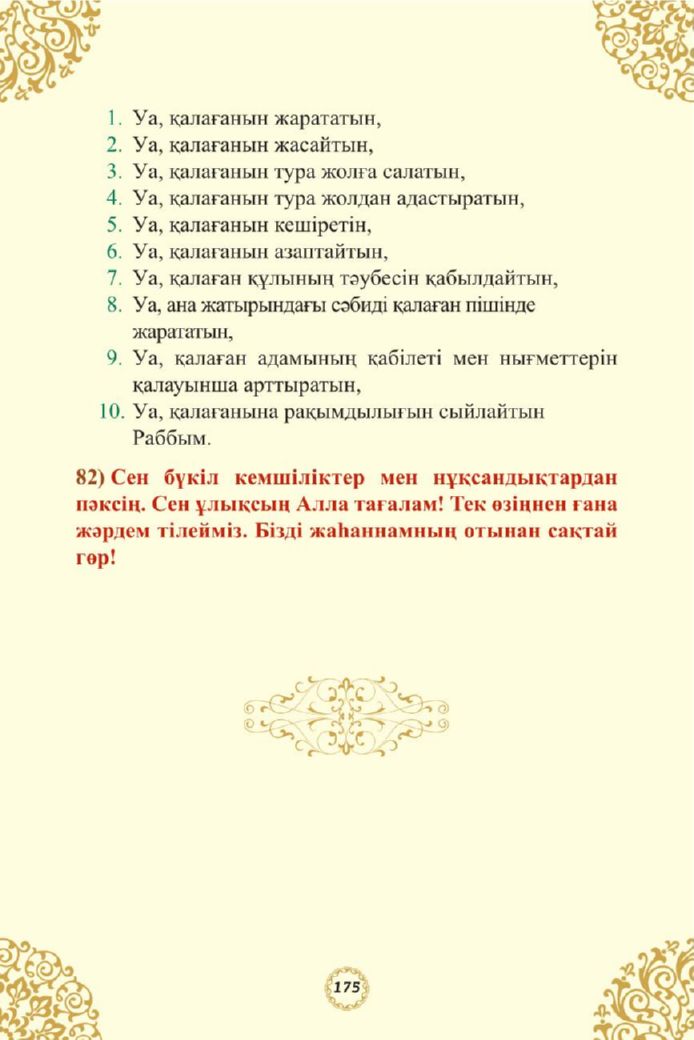 1. Уа, қалағанын жарататын,
2. Уа, қалағанын жасайтын,
3. Уа, қалағанын тура жолға салатын,
4. Уа, қалағанын тура жолдан адастыратын,
5. Уа, қалағанын кешіретін,
6. Уа, қалағанын азаптайтын,
7. Уа, қалаған құлының тәубесін қабылдайтын,
8. Уа, ана жатырындағы сәбиді қалаған пішінде
жарататын,
9. Уа, қалаған адамының қабілеті мен нығметтерін
қалауынша арттыратын,
10. Уа, қалағанына рақымдылығын сыйлайтын
Раббым.
82) Сен бүкіл кемшіліктер мен нұқсандықтардан
пәксің. Сен ұлықсың Алла тағалам! Тек өзіңнен ғана
жәрдем тілейміз. Бізді жаһаннамның отынан сақтай
гөр!
175